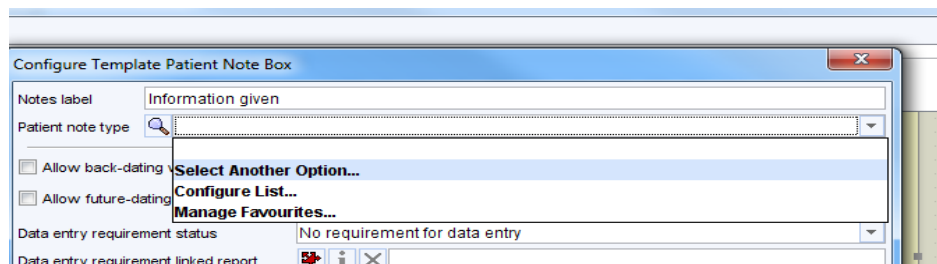 Configure Template Patient Note Box
Notes label Information given
Patient note type
Allow back-dating
Select Another Option...
Configure List...
Allow future-dating
Manage Favourites...
Data entry requirement status No requirement for data entry
Data entry requirement linked report